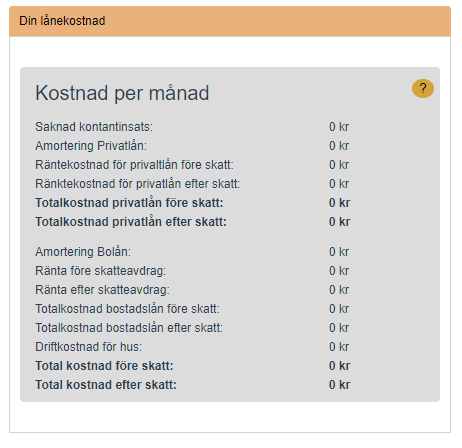 Din lånekostnad
Kostnad per månad ?
Saknad kontantinsats: 0 kr
Amortering Privatlån: 0 kr
Räntekostnad för privaltlån före skatt: 0 kr
Ränktekostnad för privatlån efter skatt: 0 kr
Totalkostnad privatlån före skatt: 0 kr
Totalkostnad privatlån efter skatt: 0 kr
Amortering Bolån: 0 kr
Ränta före skatteavdrag: 0 kr
Ränta efter skatteavdrag: 0 kr
Totalkostnad bostadslån före skatt: 0 kr
Totalkostnad bostadslån efter skatt: 0 kr
Driftkostnad för hus: 0 kr
Total kostnad före skatt: 0 kr
Total kostnad efter skatt: 0 kr